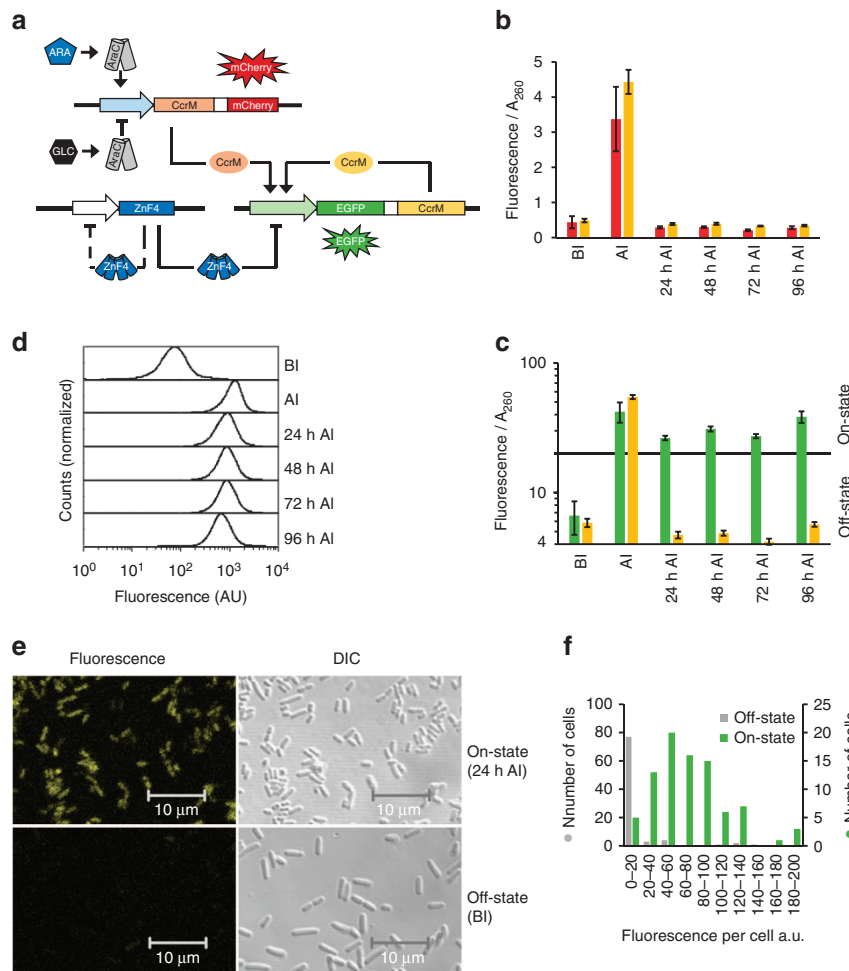 a
ARA
AraC
mCherry
CcrM
mCherry
GLC
AraC
CcrM
CcrM
ZnF4
EGFP
CcrM
ZnF4
ZnF4
EGFP
b
Fluorescence / A260
5
4
3
2
1
0
BI
AI
24 h AI
48 h AI
72 h AI
96 h AI
d
Counts (normalized)
BI
AI
24 h AI
48 h AI
72 h AI
96 h AI
10^0
10^1
10^2
10^3
10^4
Fluorescence (AU)
c
Fluorescence / A260
100
10
4
On-state
Off-state
BI
AI
24 h AI
48 h AI
72 h AI
96 h AI
e
Fluorescence
DIC
10 μm
10 μm
On-state
(24 h AI)
10 μm
10 μm
Off-state
(BI)
f
Nnumber of cells
100
80
60
40
20
0
Off-state
On-state
25
20
15
10
5
0
Number of cells
0–20
20–40
40–60
60–80
80–100
100–120
120–140
140–160
160–180
180–200
Fluorescence per cell a.u.